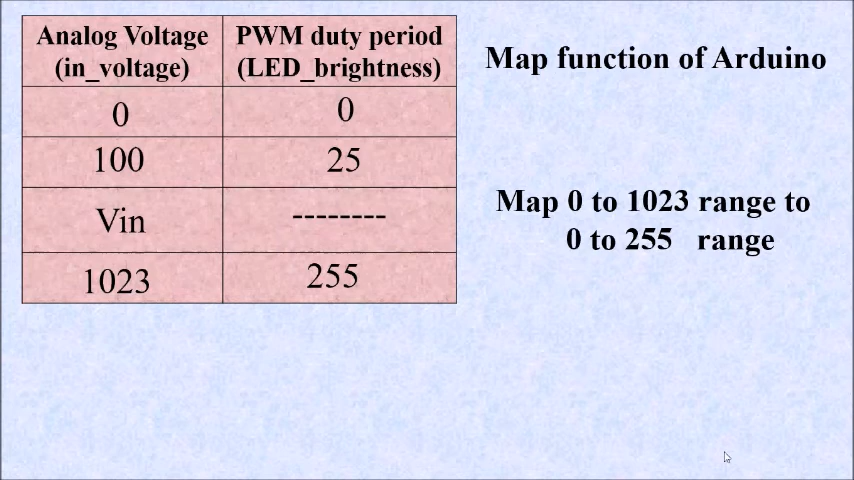 Analog Voltage PWM duty period
(in_voltage) (LED_brightness)
0 0
100 25
Vin --------
1023 255
Map function of Arduino
Map 0 to 1023 range to
0 to 255 range